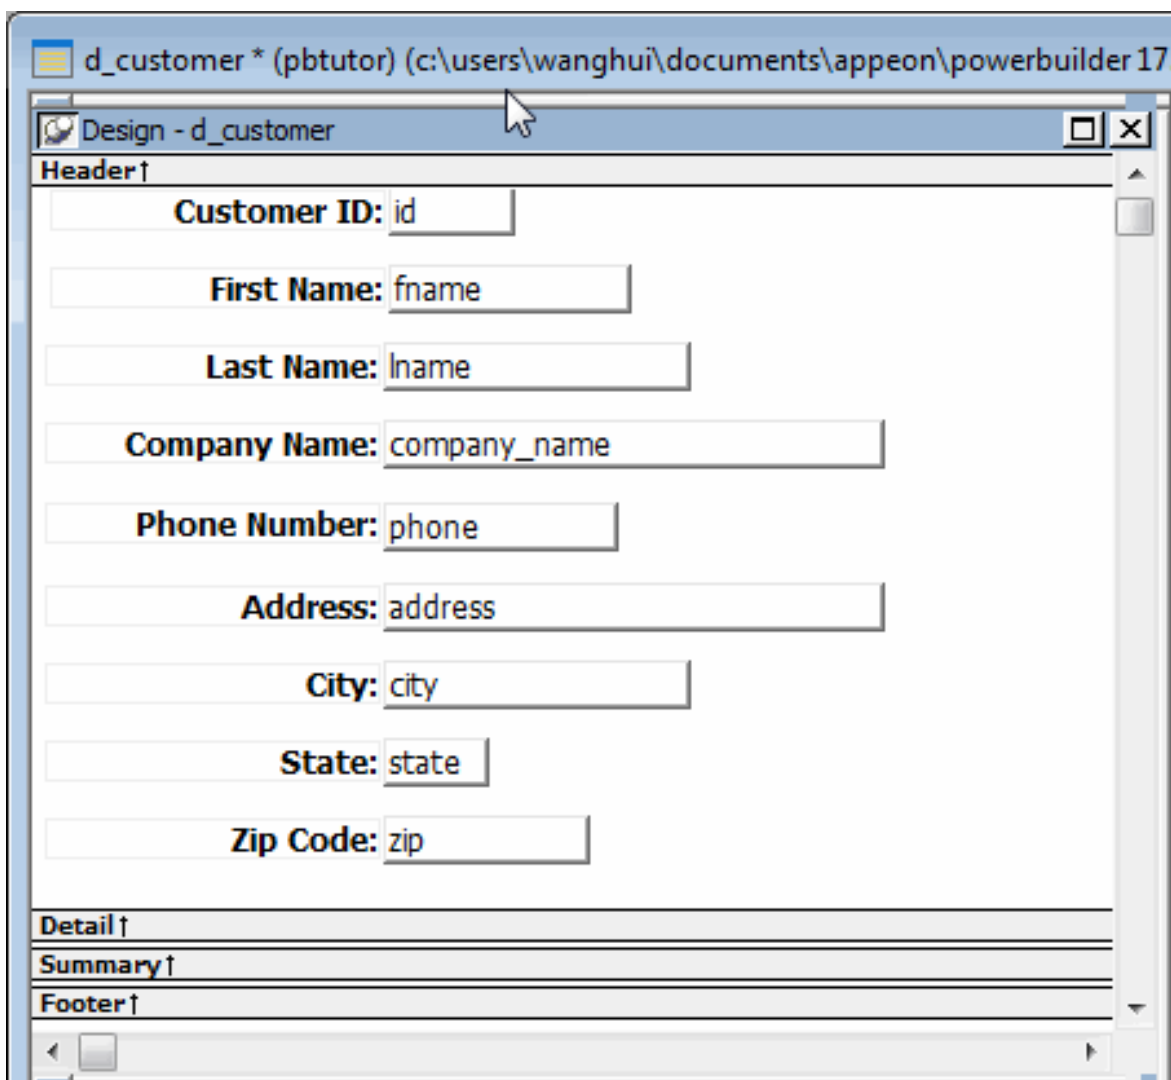 d_customer * (pbtutor) (c:\users\wanghui\documents\appeon\powerbuilder 17
Design - d_customer
Header↑
Customer ID: id
First Name: fname
Last Name: lname
Company Name: company_name
Phone Number: phone
Address: address
City: city
State: state
Zip Code: zip
Detail↑
Summary↑
Footer↑